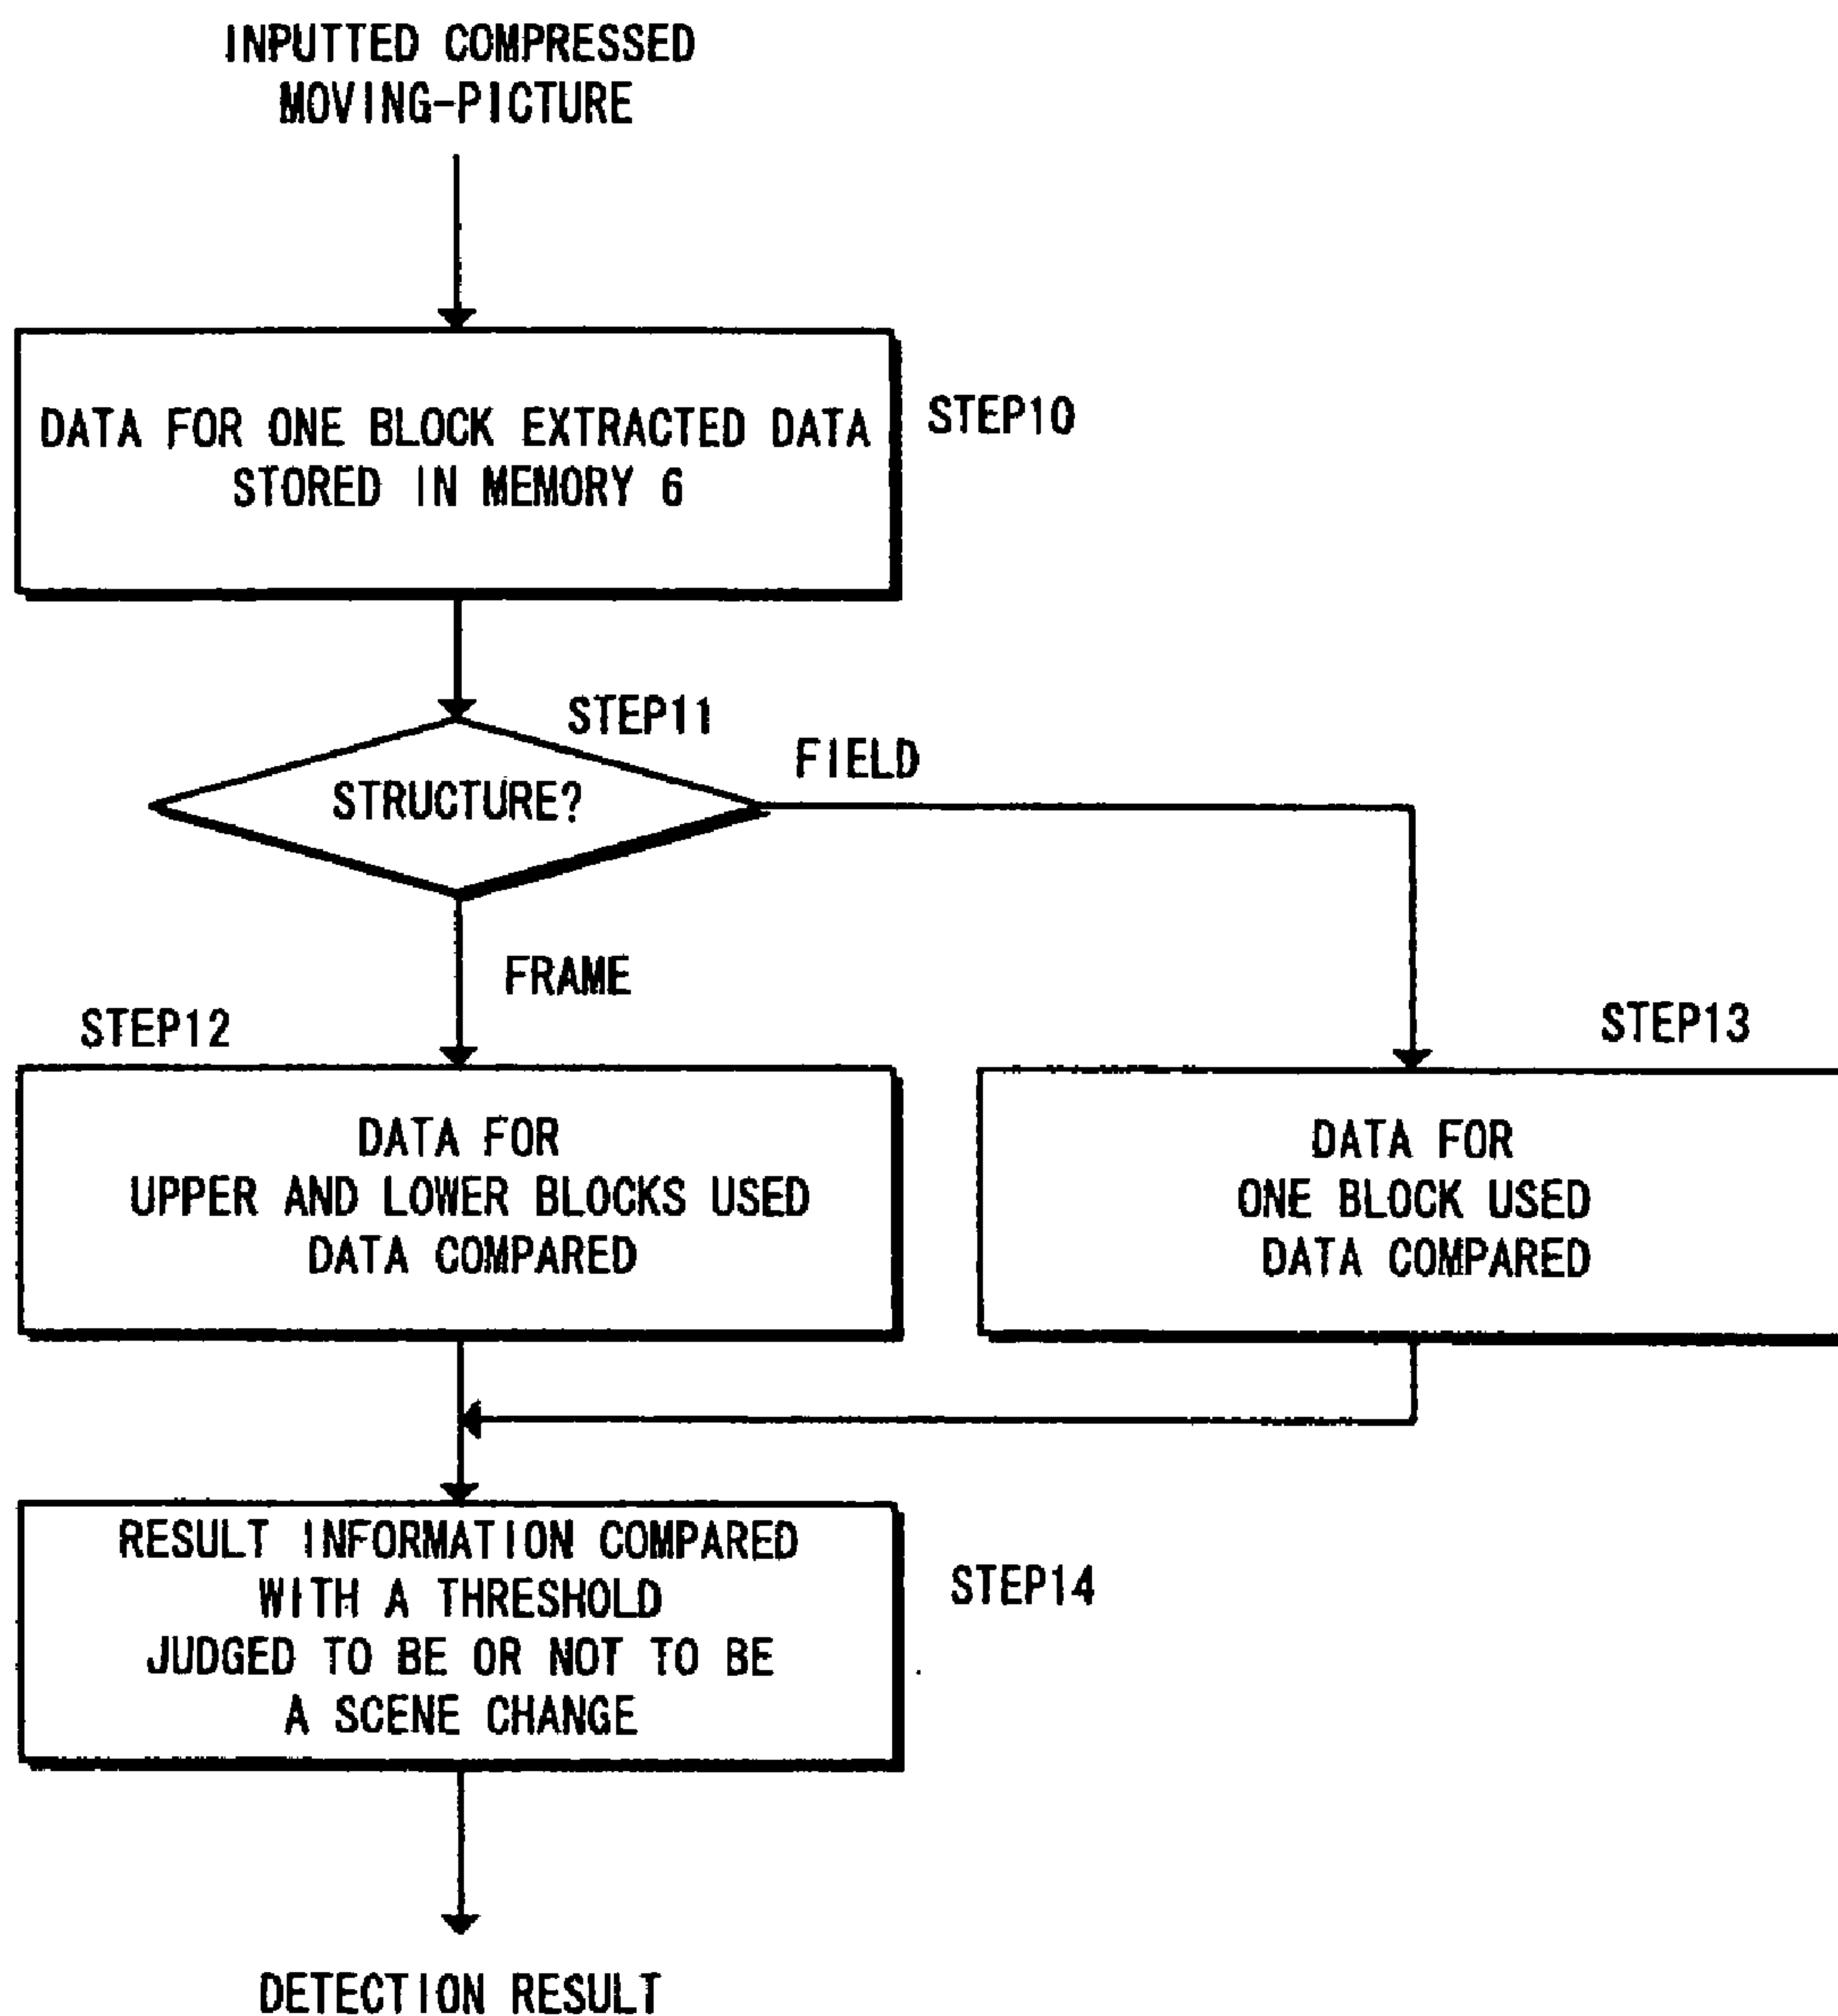 INPUTTED COMPRESSED
MOVING-PICTURE
DATA FOR ONE BLOCK EXTRACTED DATA
STORED IN MEMORY 6
STEP10
STEP11
STRUCTURE?
FIELD
FRAME
STEP12
DATA FOR
UPPER AND LOWER BLOCKS USED
DATA COMPARED
STEP13
DATA FOR
ONE BLOCK USED
DATA COMPARED
RESULT INFORMATION COMPARED
WITH A THRESHOLD
JUDGED TO BE OR NOT TO BE
A SCENE CHANGE
STEP14
DETECTION RESULT